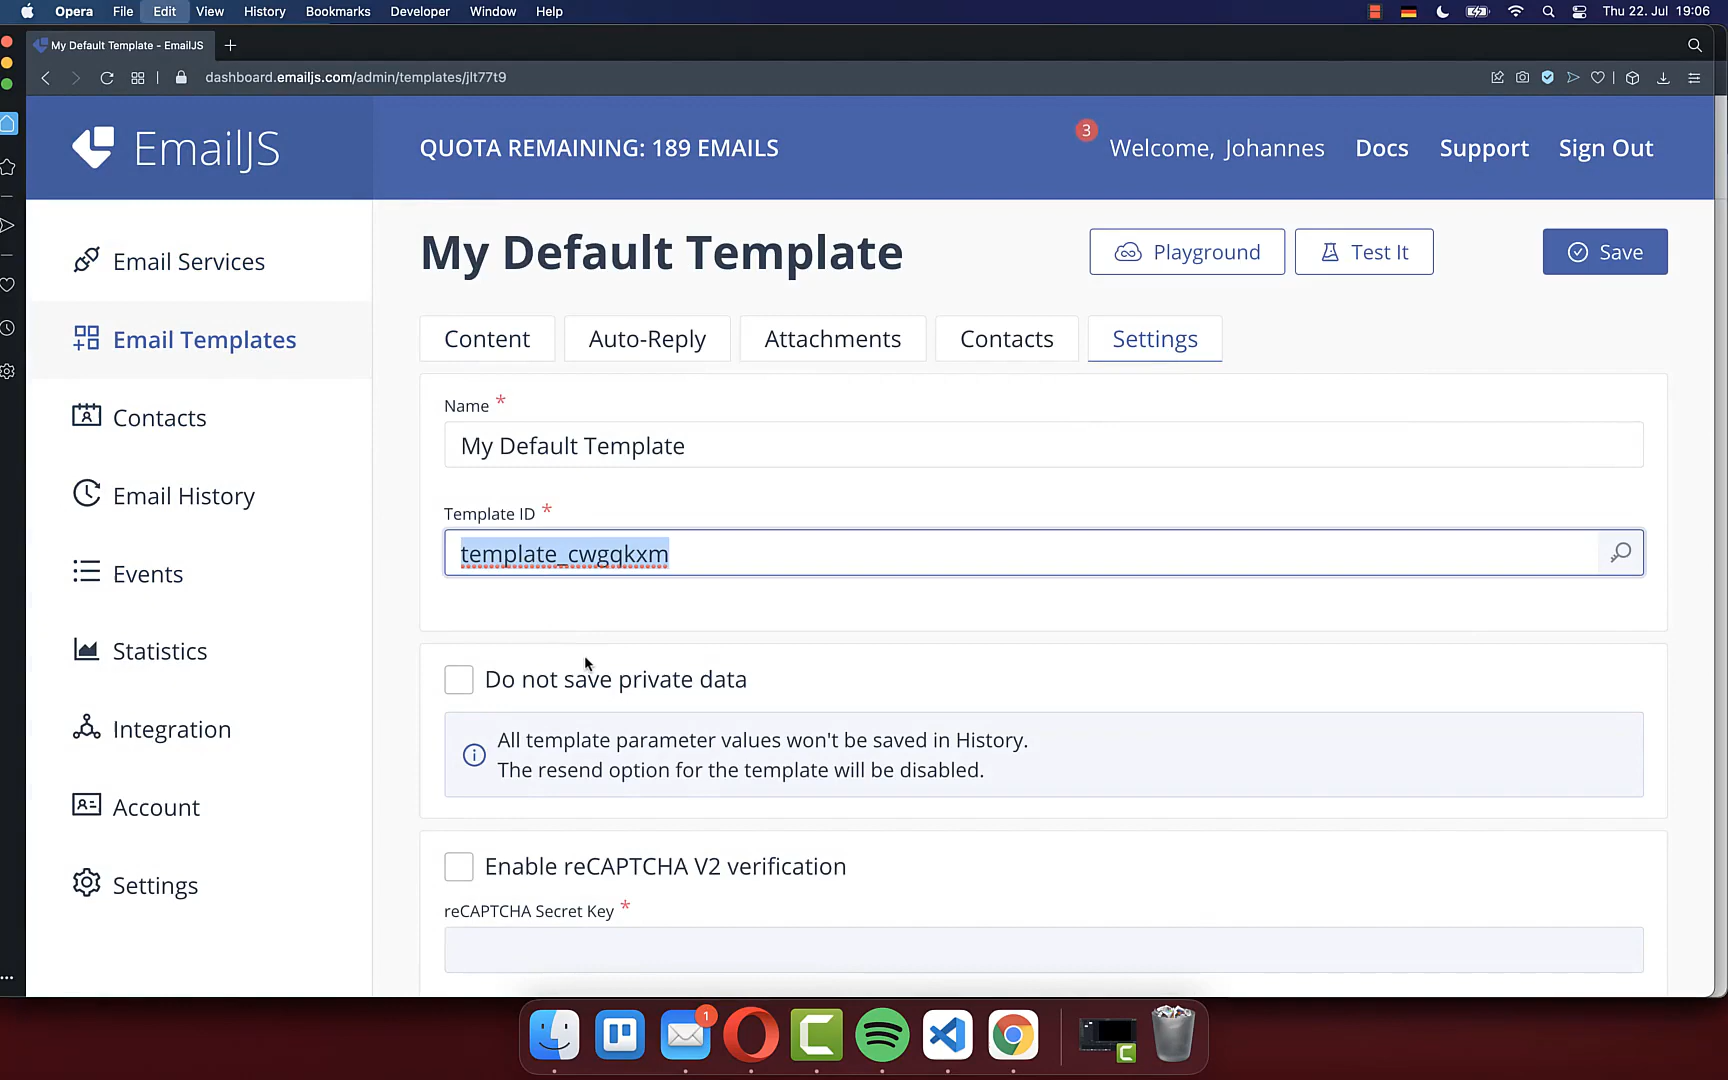 Opera File Edit View History Bookmarks Developer Window Help Thu 22. Jul 19:06
My Default Template - EmailJS
dashboard.emailjs.com/admin/templates/jlt77t9
EmailJS
QUOTA REMAINING: 189 EMAILS
3
Welcome, Johannes
Docs
Support
Sign Out
Email Services
Email Templates
Contacts
Email History
Events
Statistics
Integration
Account
Settings
My Default Template
Playground
Test It
Save
Content
Auto-Reply
Attachments
Contacts
Settings
Name *
My Default Template
Template ID *
template_cwgqkxm
Do not save private data
All template parameter values won't be saved in History.
The resend option for the template will be disabled.
Enable reCAPTCHA V2 verification
reCAPTCHA Secret Key *
1